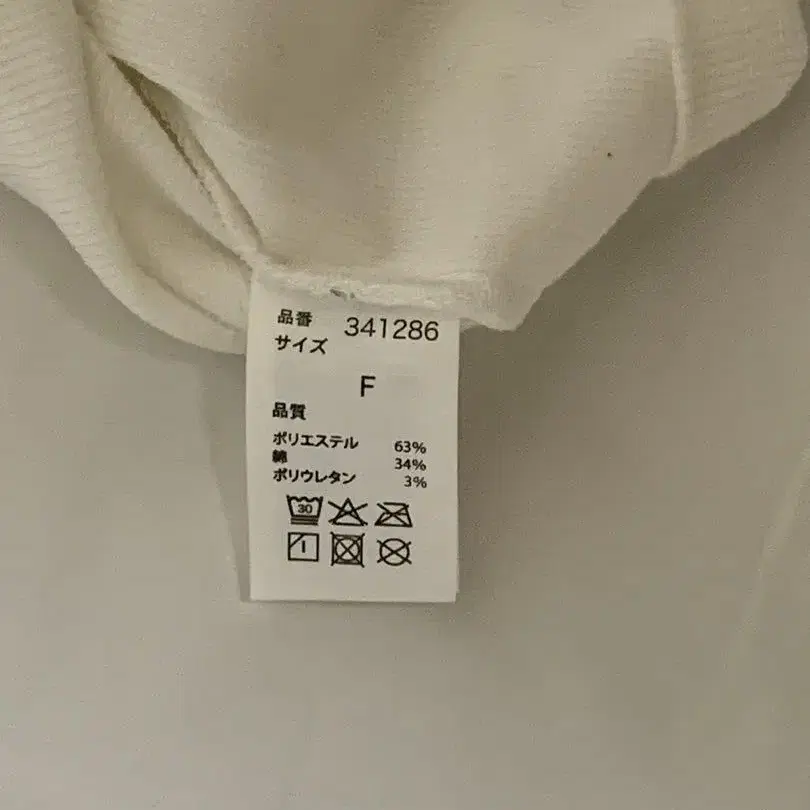 品番 341286
サイズ
F
品質
ポリエステル 63%
綿 34%
ポリウレタン 3%
30